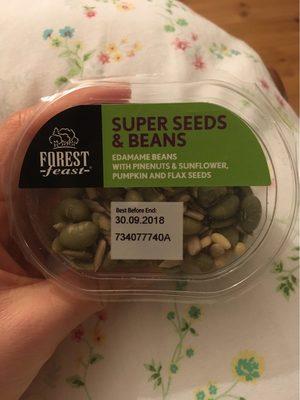 FOREST
feast
SUPER SEEDS
& BEANS
EDAMAME BEANS
WITH PINENUTS & SUNFLOWER,
PUMPKIN AND FLAX SEEDS
Best Before End:
30.09.2018
734077740A